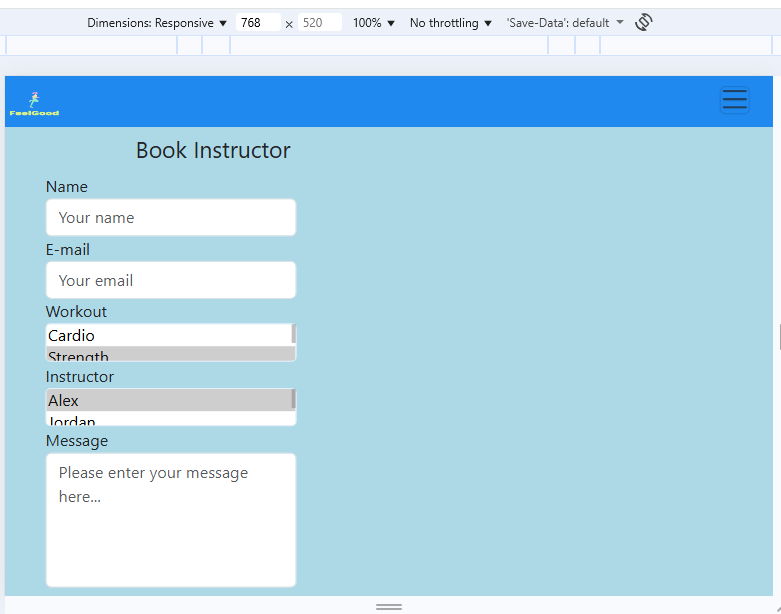 Dimensions: Responsive ▼ 768 × 520 100% ▼ No throttling ▼ 'Save-Data': default ▼
FeelGood
Book Instructor
Name
Your name
E-mail
Your email
Workout
Cardio
Strength
Instructor
Alex
Jordan
Message
Please enter your message
here...